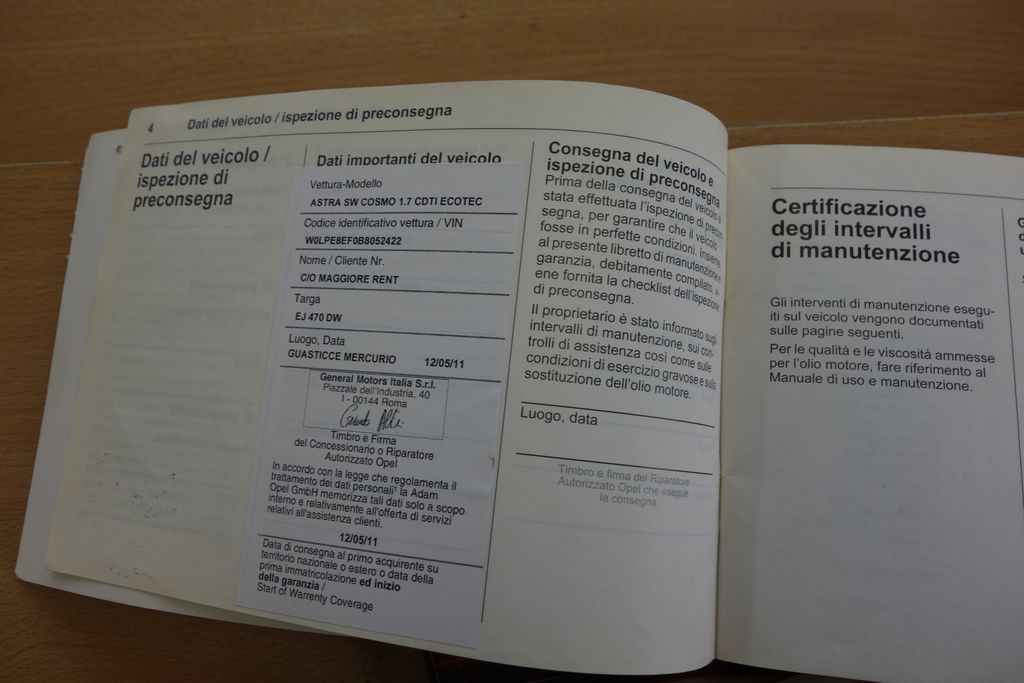 4 Dati del veicolo / ispezione di preconsegna
Dati del veicolo /
ispezione di
preconsegna
Dati importanti del veicolo
Vettura-Modello
ASTRA SW COSMO 1.7 CDTI ECOTEC
Codice identificativo vettura / VIN
W0LPE8EF0B8052422
Nome / Cliente Nr.
C/O MAGGIORE RENT
Targa
EJ 470 DW
Luogo, Data
GUASTICCE MERCURIO 12/05/11
General Motors Italia S.r.l.
Piazzale dell'Industria, 40
I - 00144 Roma
Timbro e Firma
del Concessionario o Riparatore
Autorizzato Opel
In accordo con la legge che regolamenta il
trattamento dei dati personali¹ la Adam
Opel GmbH memorizza tali dati solo a scopo
interno e relativamente all'offerta di servizi
relativi all'assistenza clienti.
12/05/11
Data di consegna al primo acquirente su
territorio nazionale o estero o data della
prima immatricolazione ed inizio
della garanzia /
Start of Warrenty Coverage
Consegna del veicolo e
ispezione di preconsegna
Prima della consegna del veicolo è
stata effettuata l'ispezione di precon-
segna, per garantire che il veicolo
fosse in perfette condizioni. Insieme
al presente libretto di manutenzione e
garanzia, debitamente compilato, vi-
ene fornita la checklist dell'ispezione
di preconsegna.
Il proprietario è stato informato sugli
intervalli di manutenzione, sui con-
trolli di assistenza così come sulle
condizioni di esercizio gravose e sulla
sostituzione dell'olio motore.
Luogo, data
Timbro e firma del Riparatore
Autorizzato Opel che esegue
la consegna
Certificazione
degli intervalli
di manutenzione
Gli interventi di manutenzione esegu-
iti sul veicolo vengono documentati
sulle pagine seguenti.
Per le qualità e le viscosità ammesse
per l'olio motore, fare riferimento al
Manuale di uso e manutenzione.